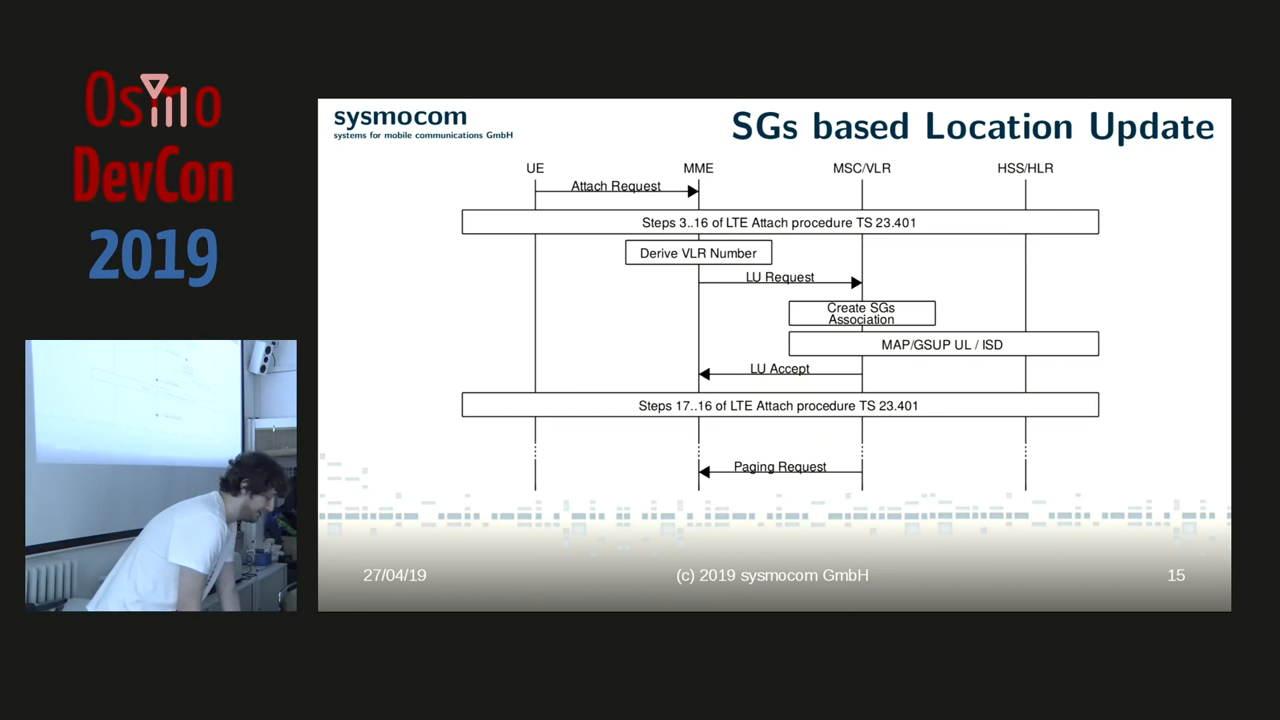 Osmo
DevCon
2019
sysmocom
systems for mobile communications GmbH
SGs based Location Update
UE
MME
MSC/VLR
HSS/HLR
Attach Request
Steps 3..16 of LTE Attach procedure TS 23.401
Derive VLR Number
LU Request
Create SGs
Association
MAP/GSUP UL / ISD
LU Accept
Steps 17..16 of LTE Attach procedure TS 23.401
Paging Request
27/04/19
(c) 2019 sysmocom GmbH
15